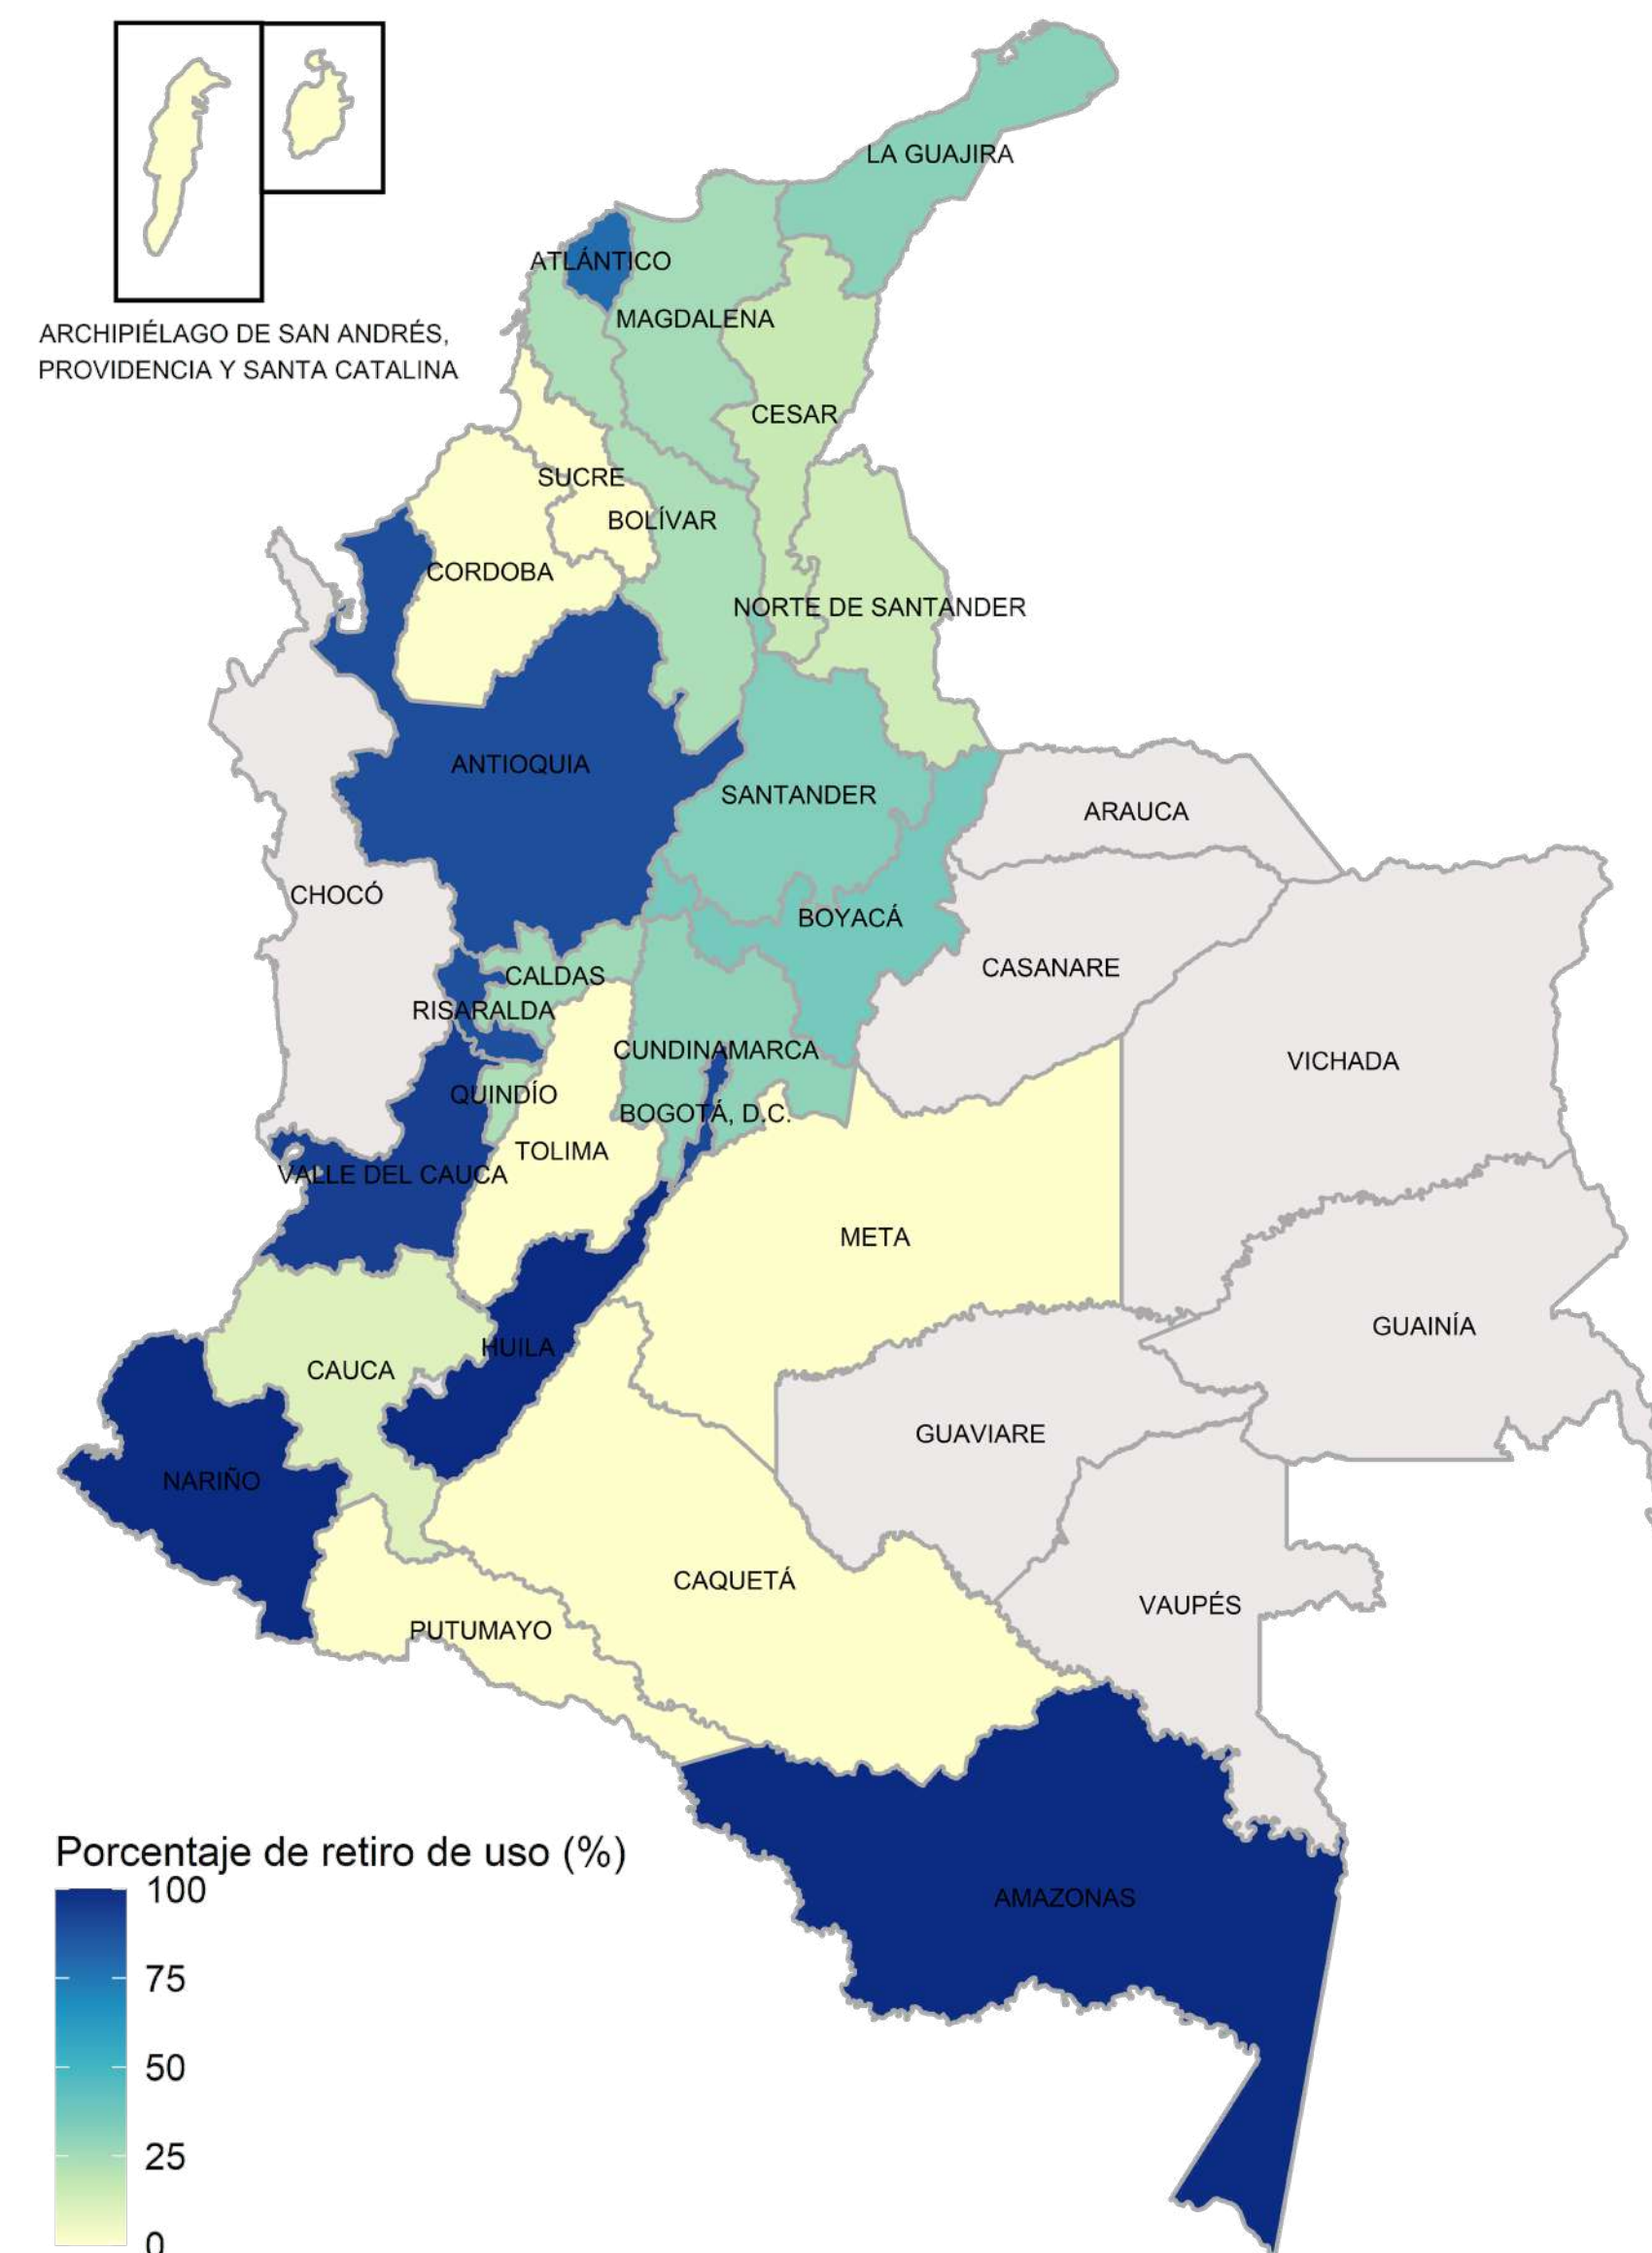 LA GUAJIRA
ATLÁNTICO
MAGDALENA
ARCHIPIÉLAGO DE SAN ANDRÉS,
PROVIDENCIA Y SANTA CATALINA
CESAR
SUCRE
BOLÍVAR
CORDOBA
NORTE DE SANTANDER
ANTIOQUIA
SANTANDER
ARAUCA
CHOCÓ
BOYACÁ
CASANARE
CALDAS
RISARALDA
CUNDINAMARCA
VICHADA
QUINDÍO
BOGOTÁ, D.C.
TOLIMA
VALLE DEL CAUCA
META
GUAINÍA
HUILA
CAUCA
GUAVIARE
NARIÑO
CAQUETÁ
VAUPÉS
PUTUMAYO
AMAZONAS
Porcentaje de retiro de uso (%)
100
75
50
25
0